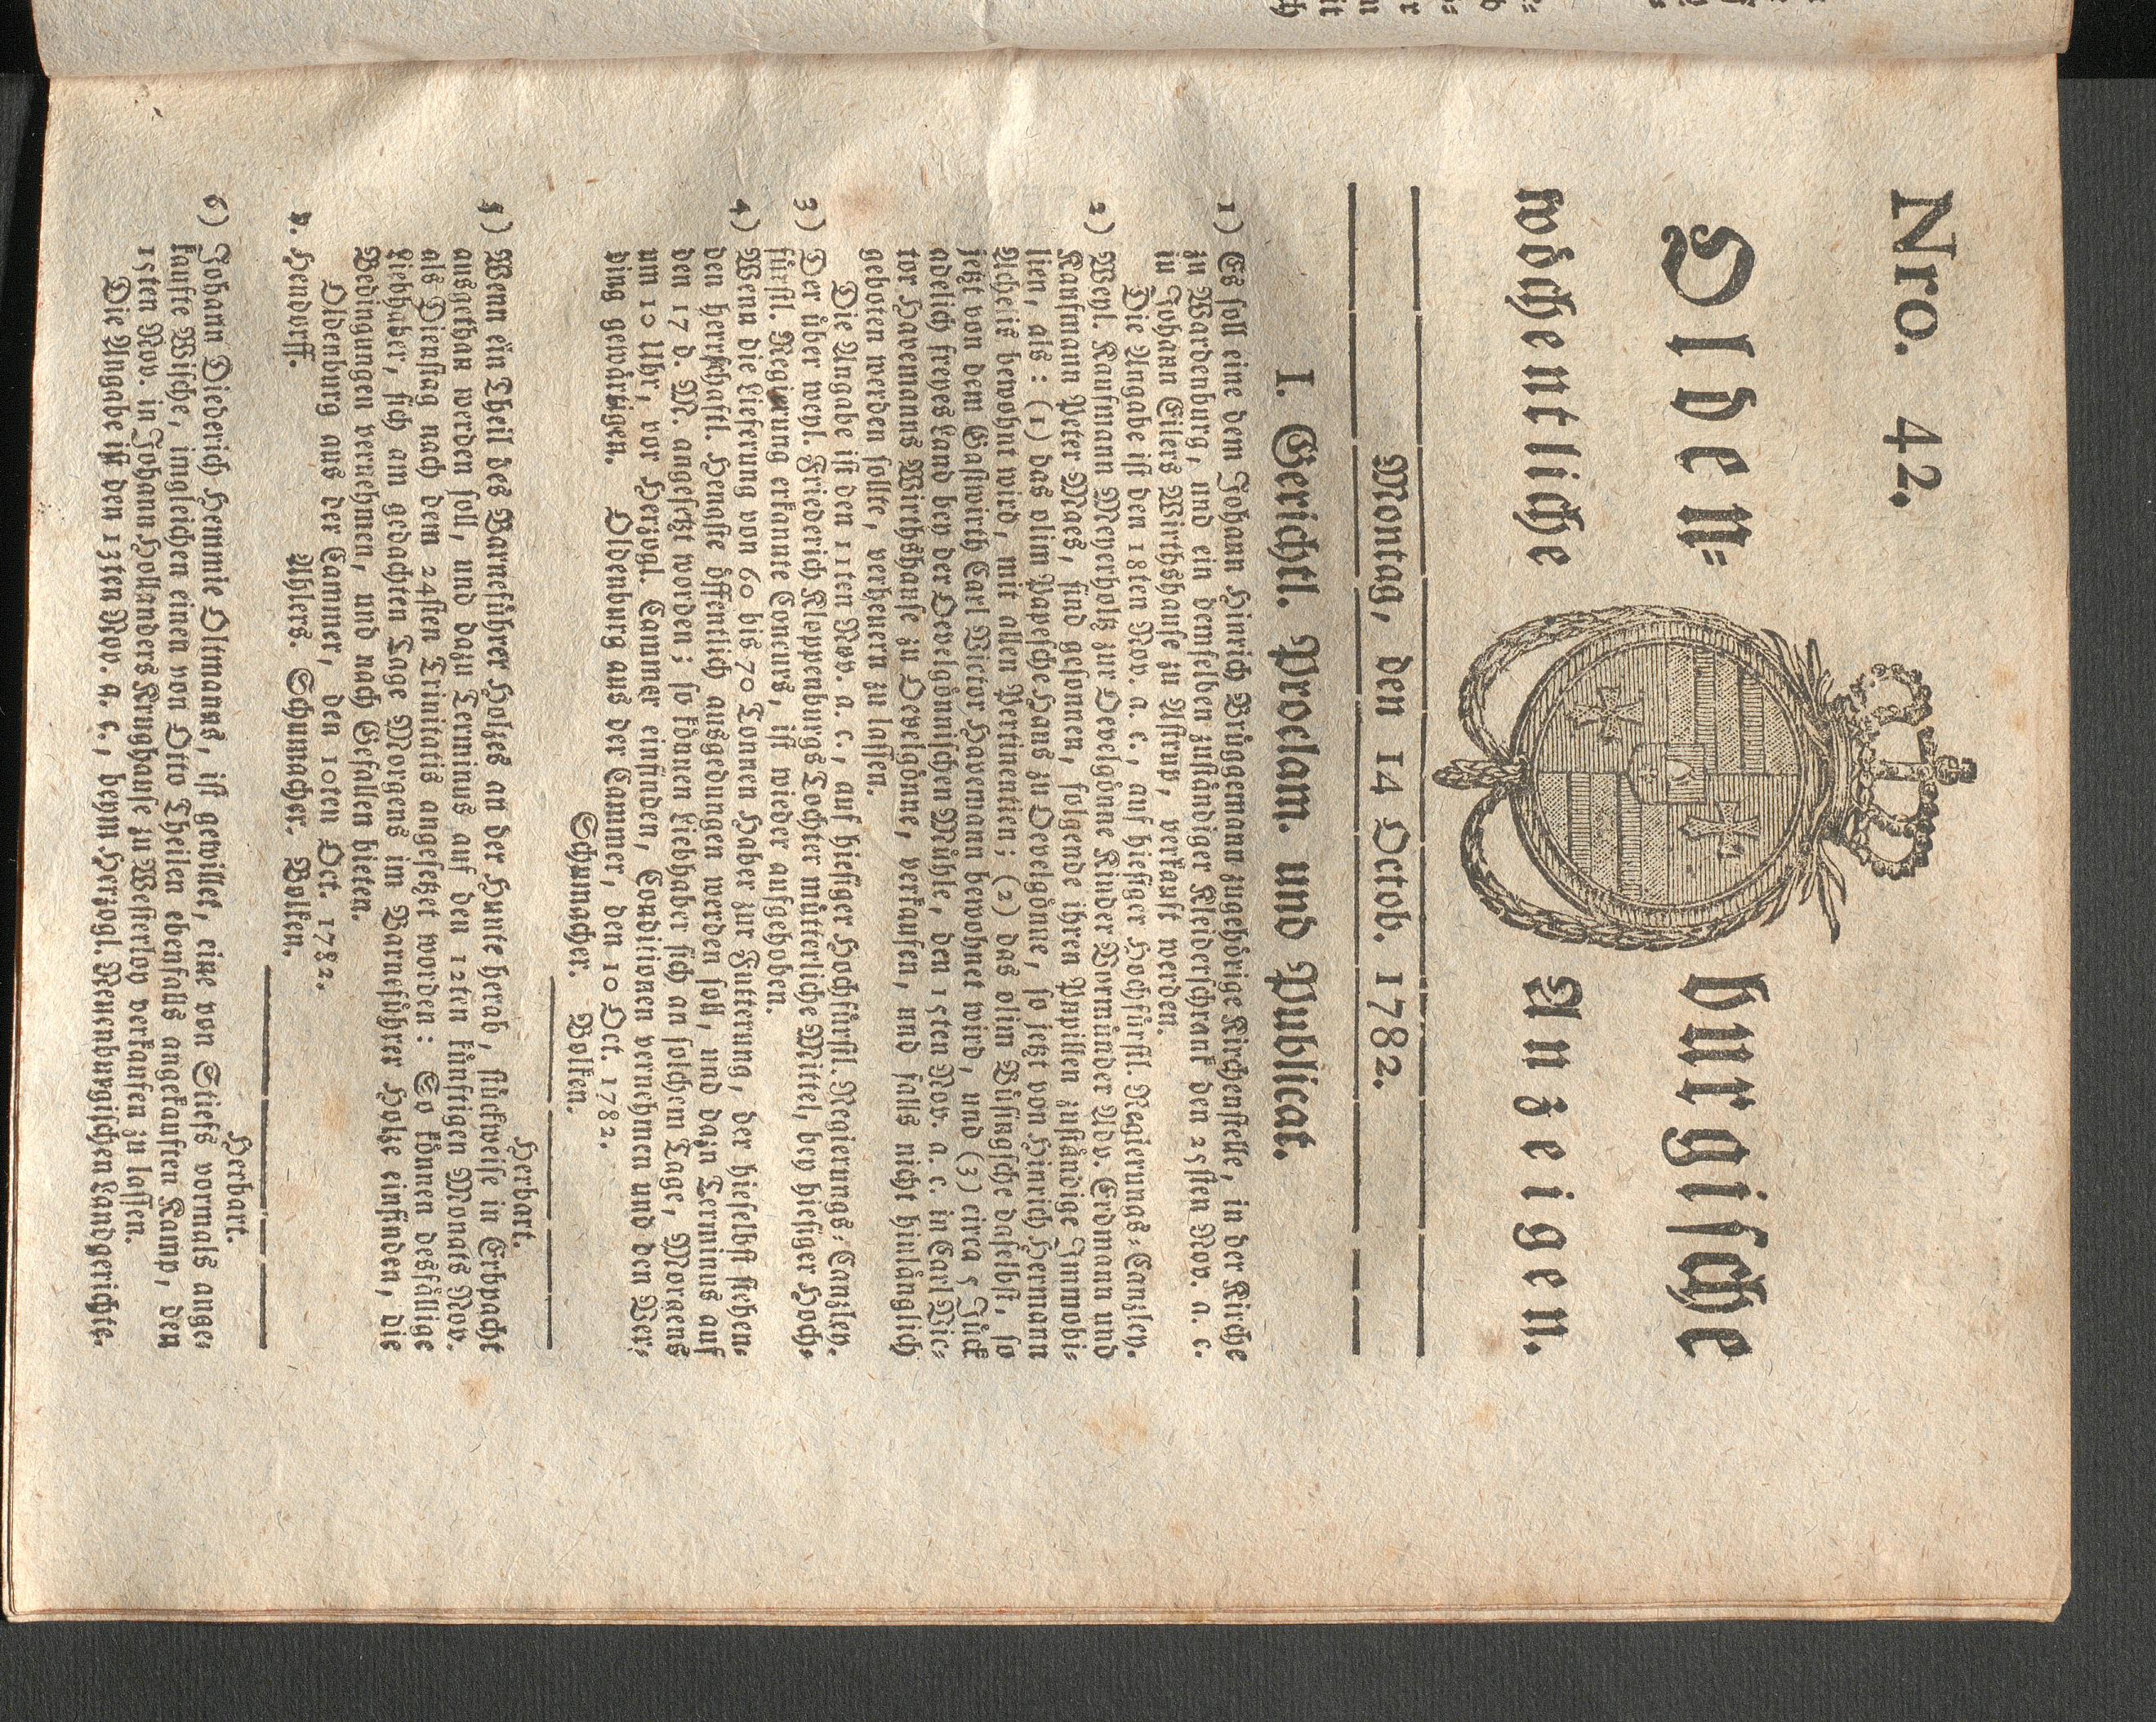 Nro. 42.
Olden- burgische
wöchentliche Anzeigen.
Montag, den 14 Octob. 1782.
I. Gerichtl. Proclam. und Publicat.
1) Es soll eine dem Johann Hinrich Brüggemann zugehörige Kirchenstelle, in der Kirche
zu Wardenburg, und ein demselben zuständiger Kleiderschrank den 25sten Nov. a. c.
in Johann Eilers Wirthshause zu Astrup, verkauft werden.
Die Angabe ist den 18ten Nov. a. c., auf hiesiger Hochfürstl. Regierungs-Canzley.
2) Weyl. Kaufmann Meyerholz zur Develgönne Kinder Vormünder Adv. Erdmann und
Kaufmann Peter Maes, sind gesonnen, folgende ihren Pupillen zuständige Immobi-
lien, als: (1) das olim Papesche Haus zu Develgönne, so jetzt von Hinrich Hermann
Acheliß bewohnt wird, mit allen Pertinentien; (2) das olim Büsingsche daselbst, so
jetzt von dem Gastwirth Carl Victor Havemann bewohnet wird, und (3) circa 5 Jück
adelich freyes Land bey der Develgönnischen Mühle, den 15ten Nov. a. c. in Carl Vic-
tor Havemanns Wirthshause zu Develgönne, verkaufen, und falls nicht hinlänglich
geboten werden sollte, verheuern zu lassen.
Die Angabe ist den 11ten Nov. a. c., auf hiesiger Hochfürstl. Regierungs-Canzley.
3) Der über weyl. Friederich Kloppenburgs Tochter mütterliche Mittel, bey hiesiger Hoch-
fürstl. Regierung erkannte Concurs, ist wieder aufgehoben.
4) Wenn die Lieferung von 60 bis 70 Tonnen Haber zur Futterung, der hieselbst stehen-
den herrschaftl. Hengste öffentlich ausgedungen werden soll, und dazu Terminus auf
den 17 d. M. angesetzt worden; so können Liebhaber sich an solchem Tage, Morgens
um 10 Uhr, vor Herzogl. Cammer einfinden, Conditionen vernehmen und den Ver-
ding gewärtigen. Oldenburg aus der Cammer, den 10 Oct. 1782.
Schumacher. Wolken.
Herbart.
5) Wenn ein Theil des Barneführer Holzes an der Hunte herab, stückweise in Erbpacht
ausgethan werden soll, und dazu Terminus auf den 12ten künftigen Monats Nov.
als Dienstag nach dem 24sten Trinitatis angesetzet worden: So können desfällige
Liebhaber, sich am gedachten Tage Morgens im Barneführer Holze einfinden, die
Bedingungen vernehmen, und nach Gefallen bieten.
Oldenburg aus der Cammer, den 10ten Oct. 1782.
v. Hendorff. Ahlers. Schumacher. Wolken.
Herbart.
6) Johann Diederich Hemmie Oltmanns, ist gewillet, eine von Stiefs vormals ange-
kaufte Wische, imgleichen einen von Otto Theilen ebenfalls angekauften Kamp, den
15ten Nov. in Johann Hollanders Krughause zu Westerloy verkaufen zu lassen.
Die Angabe ist den 13ten Nov. a. c., beym Herzogl. Neuenburgischen Landgerichte.